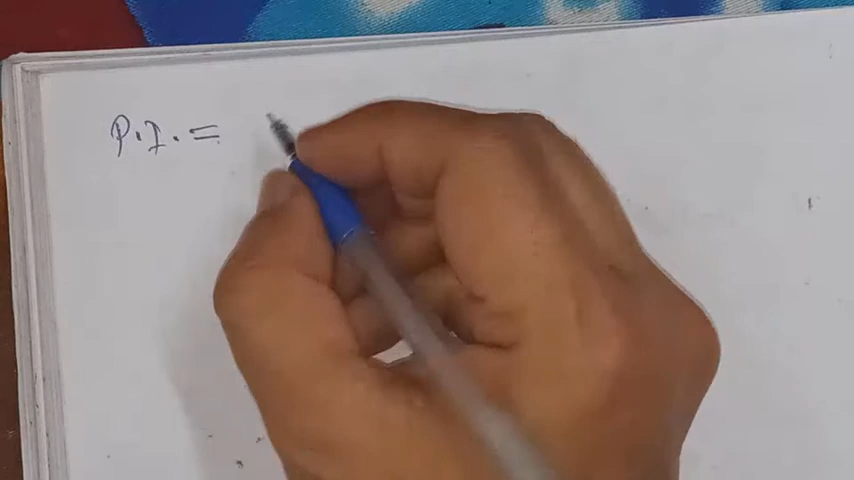 P.I. =